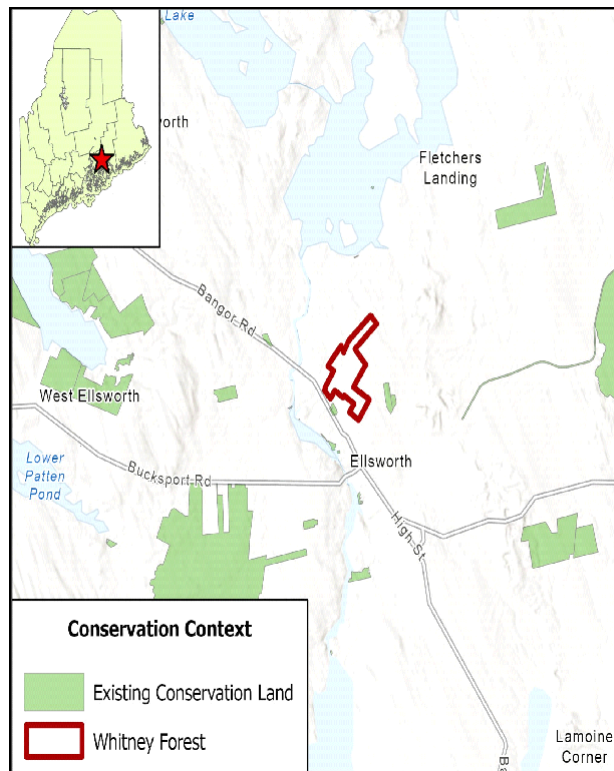 Lake
orth
Fletchers
Landing
Bangor Rd
West Ellsworth
Ellsworth
Lower
Patten
Pond
Bucksport Rd
High St
Conservation Context
Existing Conservation Land
Whitney Forest
Lamoine
Corner
Ba